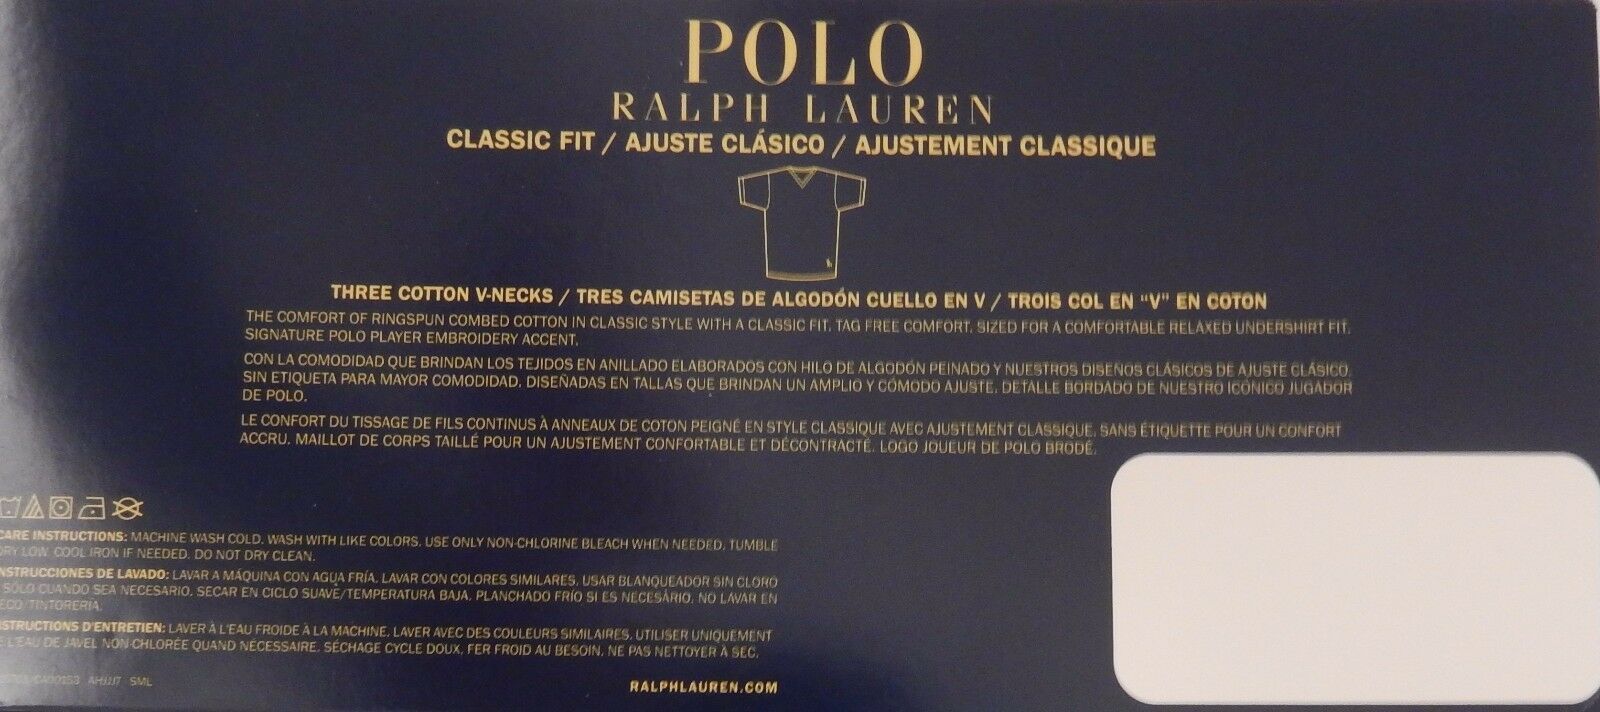 POLO
RALPH LAUREN
CLASSIC FIT / AJUSTE CLÁSICO / AJUSTEMENT CLASSIQUE
THREE COTTON V-NECKS / TRES CAMISETAS DE ALGODÓN CUELLO EN V / TROIS COL EN “V” EN COTON
THE COMFORT OF RINGSPUN COMBED COTTON IN CLASSIC STYLE WITH A CLASSIC FIT. TAG FREE COMFORT. SIZED FOR A COMFORTABLE RELAXED UNDERSHIRT FIT.
SIGNATURE POLO PLAYER EMBROIDERY ACCENT.
CON LA COMODIDAD QUE BRINDAN LOS TEJIDOS EN ANILLADO ELABORADOS CON HILO DE ALGODÓN PEINADO Y NUESTROS DISEÑOS CLÁSICOS DE AJUSTE CLÁSICO.
SIN ETIQUETA PARA MAYOR COMODIDAD. DISEÑADAS EN TALLAS QUE BRINDAN UN AMPLIO Y CÓMODO AJUSTE. DETALLE BORDADO DE NUESTRO ICÓNICO JUGADOR
DE POLO.
LE CONFORT DU TISSAGE DE FILS CONTINUS À ANNEAUX DE COTON PEIGNÉ EN STYLE CLASSIQUE AVEC AJUSTEMENT CLASSIQUE. SANS ÉTIQUETTE POUR UN CONFORT
ACCRU. MAILLOT DE CORPS TAILLÉ POUR UN AJUSTEMENT CONFORTABLE ET DÉCONTRACTÉ. LOGO JOUEUR DE POLO BRODÉ.
CARE INSTRUCTIONS: MACHINE WASH COLD. WASH WITH LIKE COLORS. USE ONLY NON-CHLORINE BLEACH WHEN NEEDED. TUMBLE
DRY LOW. COOL IRON IF NEEDED. DO NOT DRY CLEAN.
NSTRUCCIONES DE LAVADO: LAVAR A MÁQUINA CON AGUA FRÍA. LAVAR CON COLORES SIMILARES. USAR BLANQUEADOR SIN CLORO
SÓLO CUANDO SEA NECESARIO. SECAR EN CICLO SUAVE/TEMPERATURA BAJA. PLANCHADO FRÍO SI ES NECESÁRIO. NO LAVAR EN
ECO/TINTORERÍA.
STRUCTIONS D'ENTRETIEN: LAVER À L'EAU FROIDE À LA MACHINE. LAVER AVEC DES COULEURS SIMILAIRES. UTILISER UNIQUEMENT
L'EAU DE JAVEL NON-CHLORÉE QUAND NÉCESSAIRE. SÉCHAGE CYCLE DOUX. FER FROID AU BESOIN. NE PAS NETTOYER À SEC.
SML
RALPHLAUREN.COM